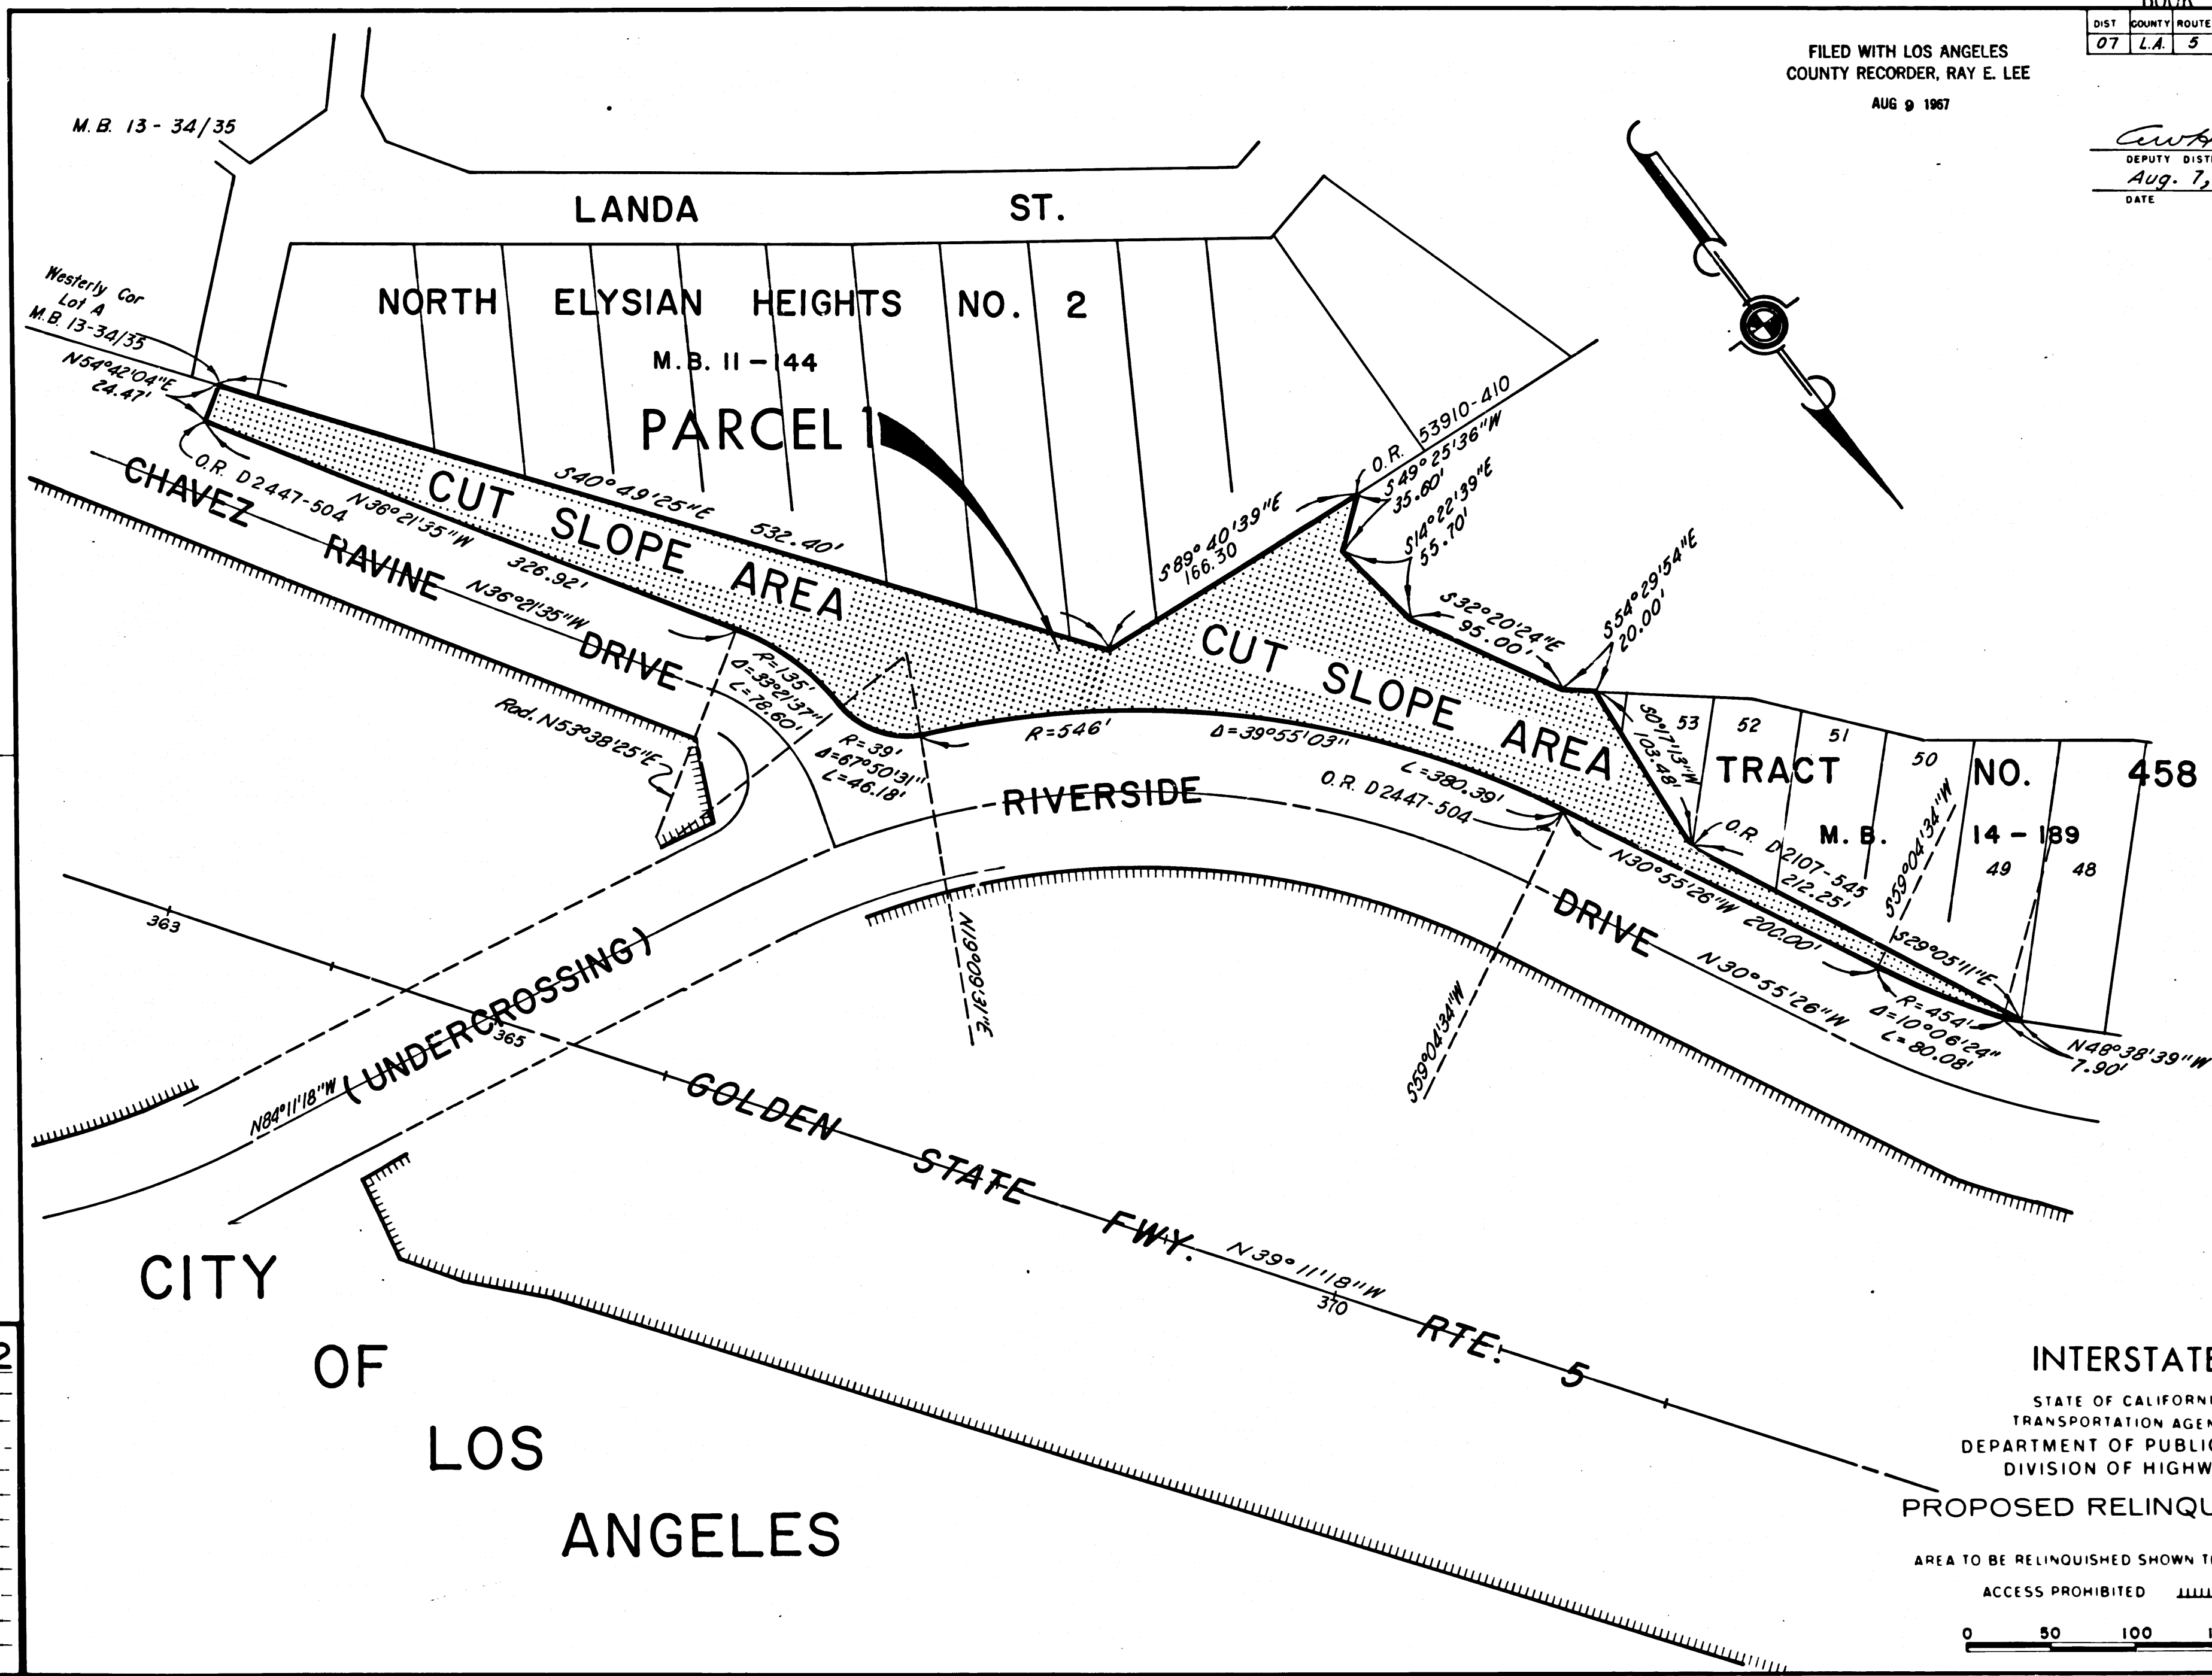 BOOK
DIST COUNTY ROUTE
07 L.A. 5
FILED WITH LOS ANGELES
COUNTY RECORDER, RAY E. LEE
AUG 9 1967
DEPUTY DIST
Aug. 7,
DATE
M.B. 13-34/35
LANDA ST.
Westerly Cor
Lot A
M.B. 13-34/35
N54°42'04"E
24.47'
NORTH ELYSIAN HEIGHTS NO. 2
M.B. 11-144
PARCEL 1
O.R. D2447-504
CHAVEZ RAVINE DRIVE
N36°21'35"W
326.92'
N36°21'35"W
CUT SLOPE AREA
S40°49'25"E 532.40'
S89°40'39"E
166.30
O.R. 53910-410
S49°25'36"W
35.60'
S14°22'39"E
55.70'
S32°20'24"E
95.00'
S54°29'54"E
20.00'
CUT SLOPE AREA
S0°17'13"W
103.48'
53
52
51
50
49
48
TRACT NO. 458
M.B. 14-189
Rad. N53°38'25"E
R=135'
Δ=33°21'37"
L=78.60'
R=39'
Δ=67°50'31"
L=46.18'
R=546'
Δ=39°55'03"
L=380.39'
O.R. D2447-504
RIVERSIDE DRIVE
O.R. D2107-545
212.25'
S59°04'34"W
N30°55'26"W 200.00'
S29°05'11"E
N30°55'26"W
R=454'
Δ=10°06'24"
L=80.08'
N48°38'39"W
7.90'
N19°09'31"E
S59°04'34"W
363
365
N84°11'18"W
(UNDERCROSSING)
GOLDEN STATE FWY. RTE. 5
N39°11'18"W
370
CITY
OF
LOS
ANGELES
2
INTERSTATE
STATE OF CALIFORNI
TRANSPORTATION AGEN
DEPARTMENT OF PUBLIC
DIVISION OF HIGHW
PROPOSED RELINQU
AREA TO BE RELINQUISHED SHOWN T
ACCESS PROHIBITED
0 50 100 1